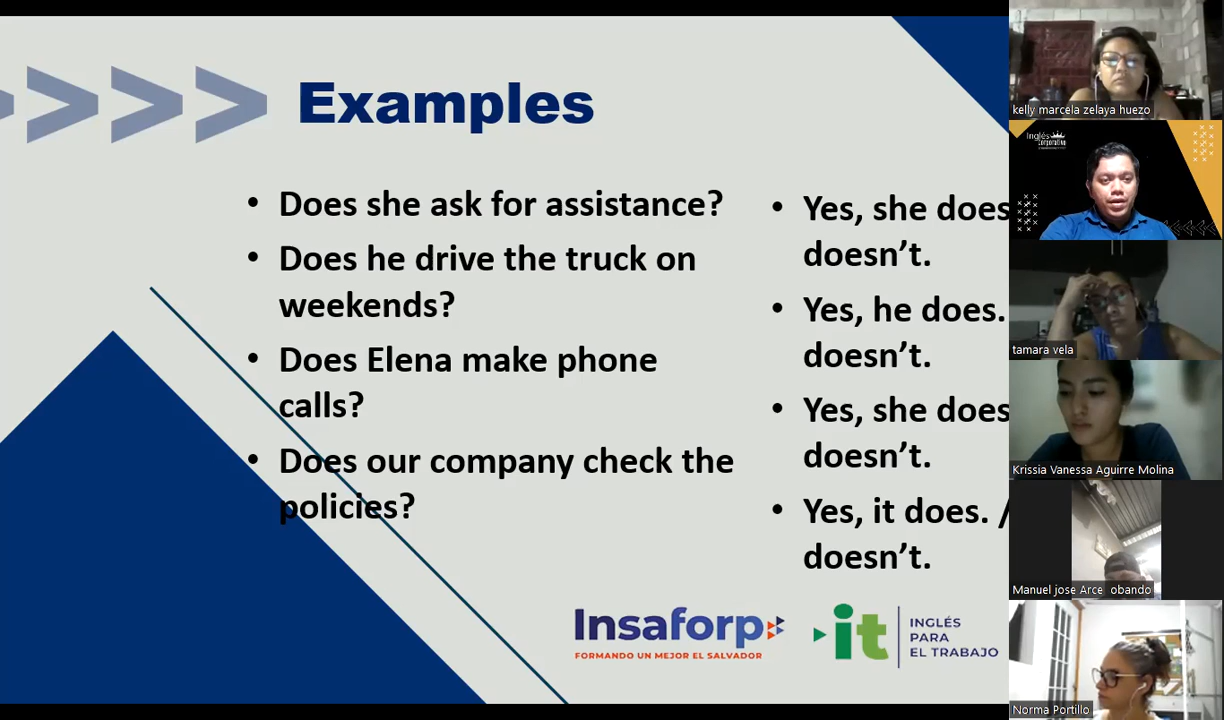 Examples
• Does she ask for assistance?
• Does he drive the truck on
weekends?
• Does Elena make phone
calls?
• Does our company check the
policies?
• Yes, she does
doesn’t.
• Yes, he does.
doesn’t.
• Yes, she does
doesn’t.
• Yes, it does. /
doesn’t.
Insaforp
FORMANDO UN MEJOR EL SALVADOR
it
INGLÉS
PARA
EL TRABAJO
kelly marcela zelaya huezo
Inglés
Corporativo
tamara vela
Krissia Vanessa Aguirre Molina
Manuel jose Arce obando
Norma Portillo